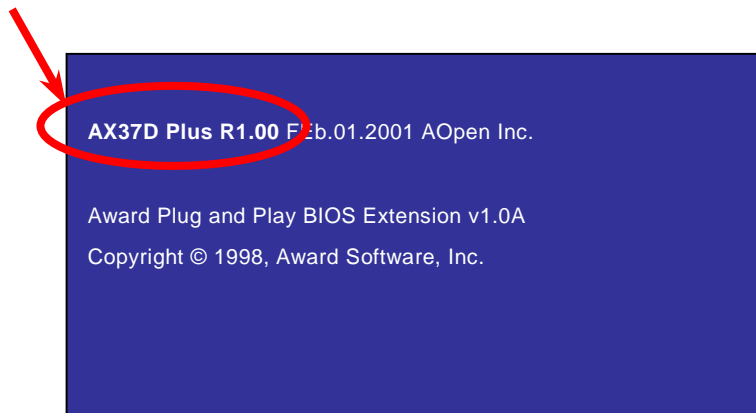 AX37D Plus R1.00 FEb.01.2001 AOpen Inc.
Award Plug and Play BIOS Extension v1.0A
Copyright © 1998, Award Software, Inc.